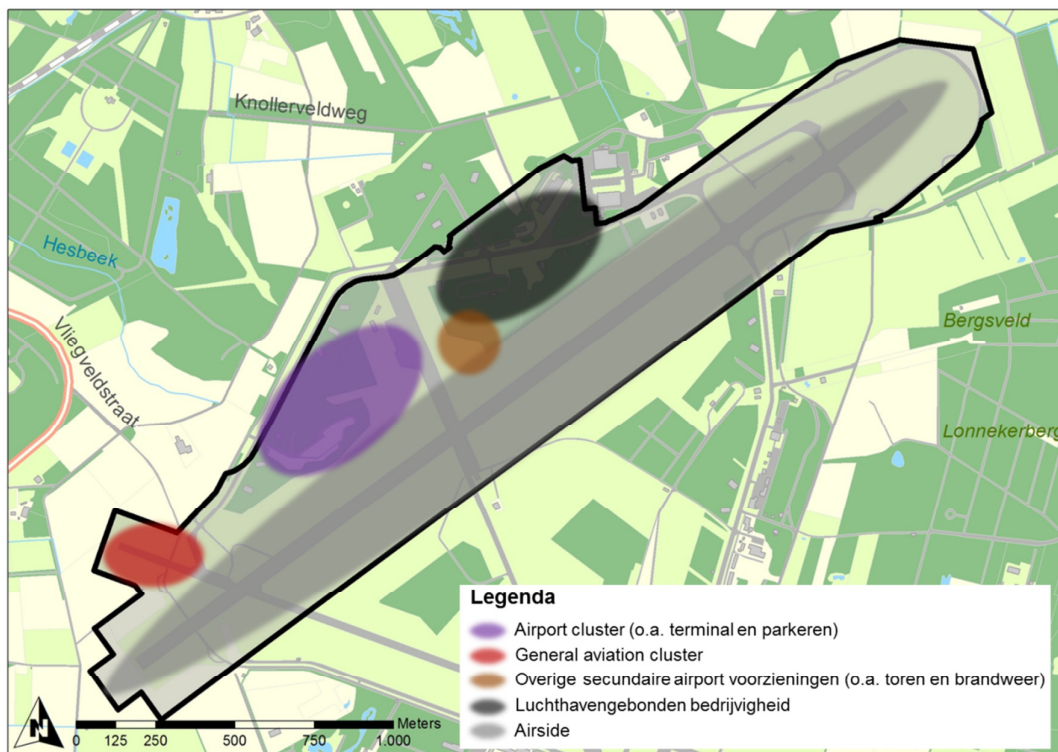 Knollerveldweg
Hesbeek
Vliegveldstraat
Bergsveld
Lonnekerberg
Legenda
Airport cluster (o.a. terminal en parkeren)
General aviation cluster
Overige secundaire airport voorzieningen (o.a. toren en brandweer)
Luchthavengebonden bedrijvigheid
Airside
N
Meters
0 125 250 500 750 1.000